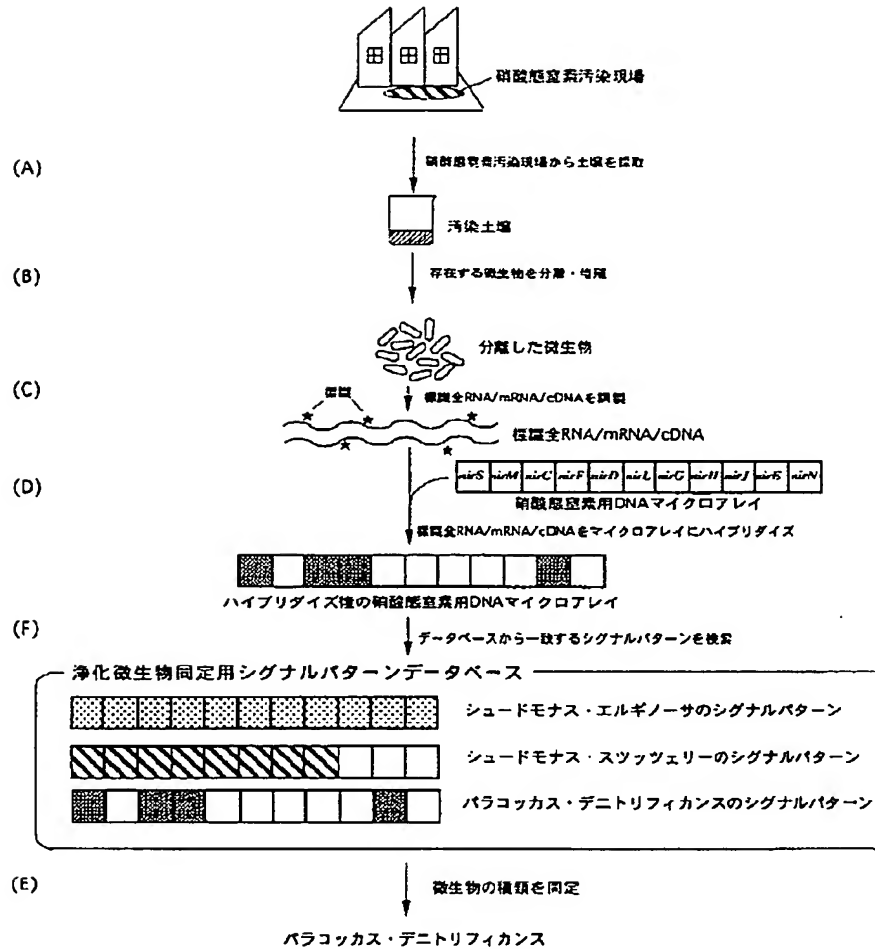 硝酸態窒素汚染現場
(A)
硝酸態窒素汚染現場から土壌を採取
汚染土壌
(B)
存在する微生物を分離・
分離した微生物
(C)
標識
標識全RNA/mRNA/cDNAを調製
標識全RNA/mRNA/cDNA
(D)
nirS nirM nirC nirF nirD nirL nirG nirH nirJ nirE nirN
硝酸態窒素用DNAマイクロアレイ
標識全RNA/mRNA/cDNAをマイクロアレイにハイブリダイズ
ハイブリダイズ後の硝酸態窒素用DNAマイクロアレイ
(F)
データベースから一致するシグナルパターンを検索
浄化微生物同定用シグナルパターンデータベース
シュードモナス・エルギノーサのシグナルパターン
シュードモナス・スツッツェリーのシグナルパターン
パラコッカス・デニトリフィカンスのシグナルパターン
(E)
微生物の種類を同定
パラコッカス・デニトリフィカンス